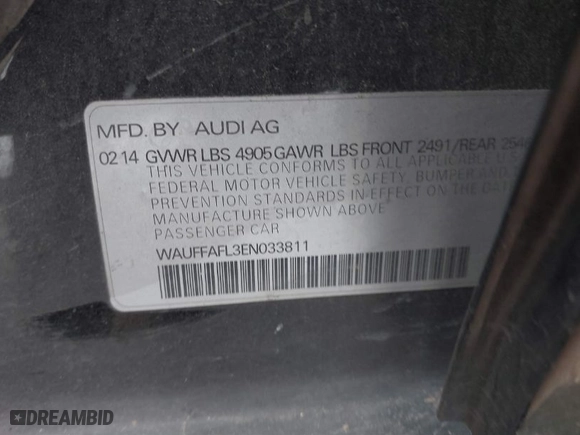 MFD. BY AUDI AG
02 14 GVWR LBS 4905 GAWR LBS FRONT 2491/REAR
THIS VEHICLE CONFORMS TO ALL APPLICABLE U.S.
FEDERAL MOTOR VEHICLE SAFETY, BUMPER AND
PREVENTION STANDARDS IN EFFECT ON THE DATE
MANUFACTURE SHOWN ABOVE
PASSENGER CAR
WAUFFAFL3EN033811
DREAMBID